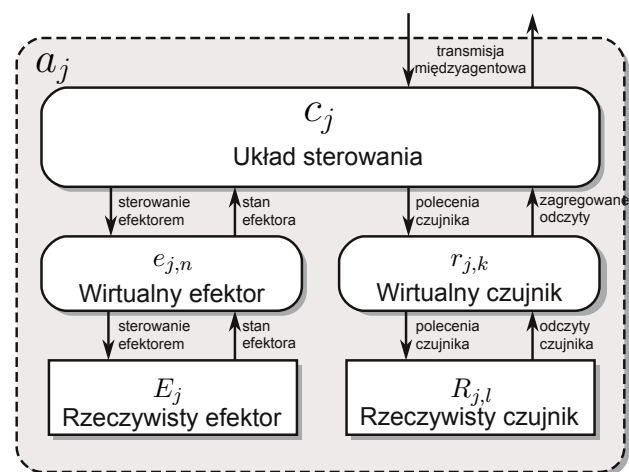 transmisja
międzyagentowa
a_j
c_j
Układ sterowania
sterowanie
efektorem
stan
efektora
polecenia
czujnika
zagregowane
odczyty
e_{j,n}
Wirtualny efektor
r_{j,k}
Wirtualny czujnik
sterowanie
efektorem
stan
efektora
polecenia
czujnika
odczyty
czujnika
E_j
Rzeczywisty efektor
R_{j,l}
Rzeczywisty czujnik